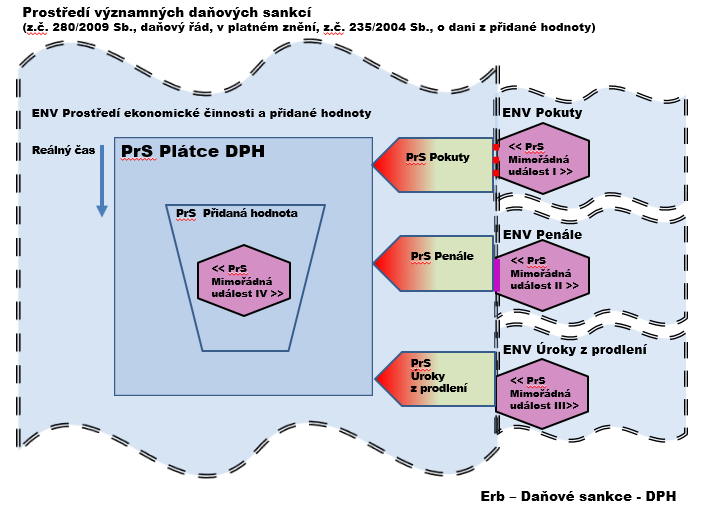 Prostředí významných daňových sankcí
(z.č. 280/2009 Sb., daňový řád, v platném znění, z.č. 235/2004 Sb., o dani z přidané hodnoty)
ENV Prostředí ekonomické činnosti a přidané hodnoty
Reálný čas
PrS Plátce DPH
PrS Přidaná hodnota
<< PrS
Mimořádná
událost IV >>
PrS Pokuty
PrS Penále
PrS
Úroky
z prodlení
ENV Pokuty
<< PrS
Mimořádná
událost I >>
ENV Penále
<< PrS
Mimořádná
událost II >>
ENV Úroky z prodlení
<< PrS
Mimořádná
událost III>>
Erb – Daňové sankce - DPH